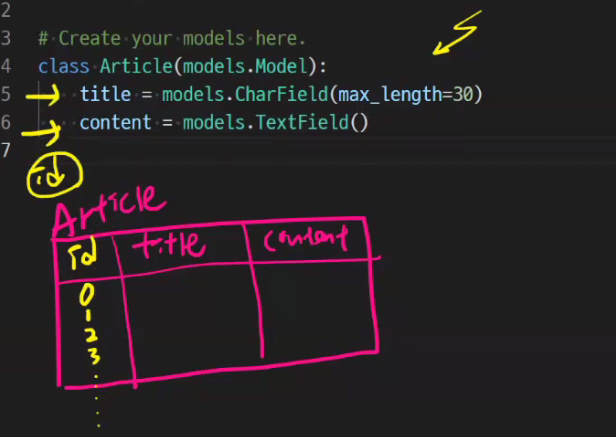 2
3 # Create your models here.
4 class Article(models.Model):
5 title = models.CharField(max_length=30)
6 content = models.TextField()
7
id
Article
id title content
0
1
2
3